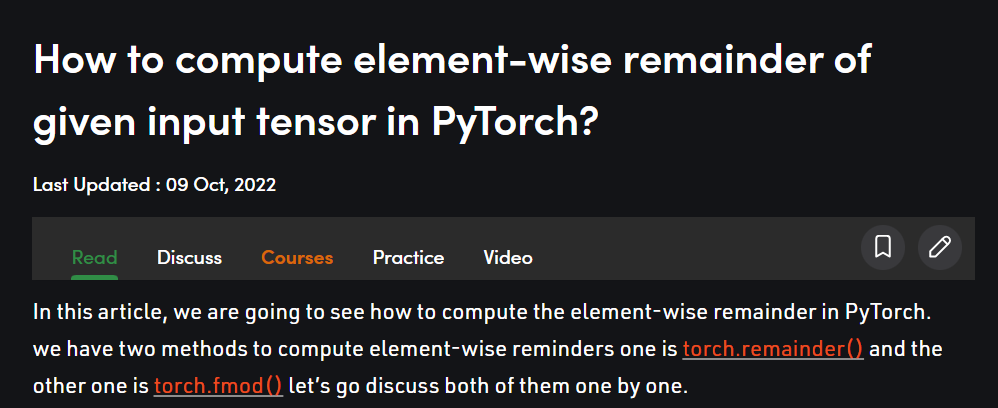 How to compute element-wise remainder of
given input tensor in PyTorch?
Last Updated : 09 Oct, 2022
Read Discuss Courses Practice Video
In this article, we are going to see how to compute the element-wise remainder in PyTorch.
we have two methods to compute element-wise reminders one is torch.remainder() and the
other one is torch.fmod() let’s go discuss both of them one by one.